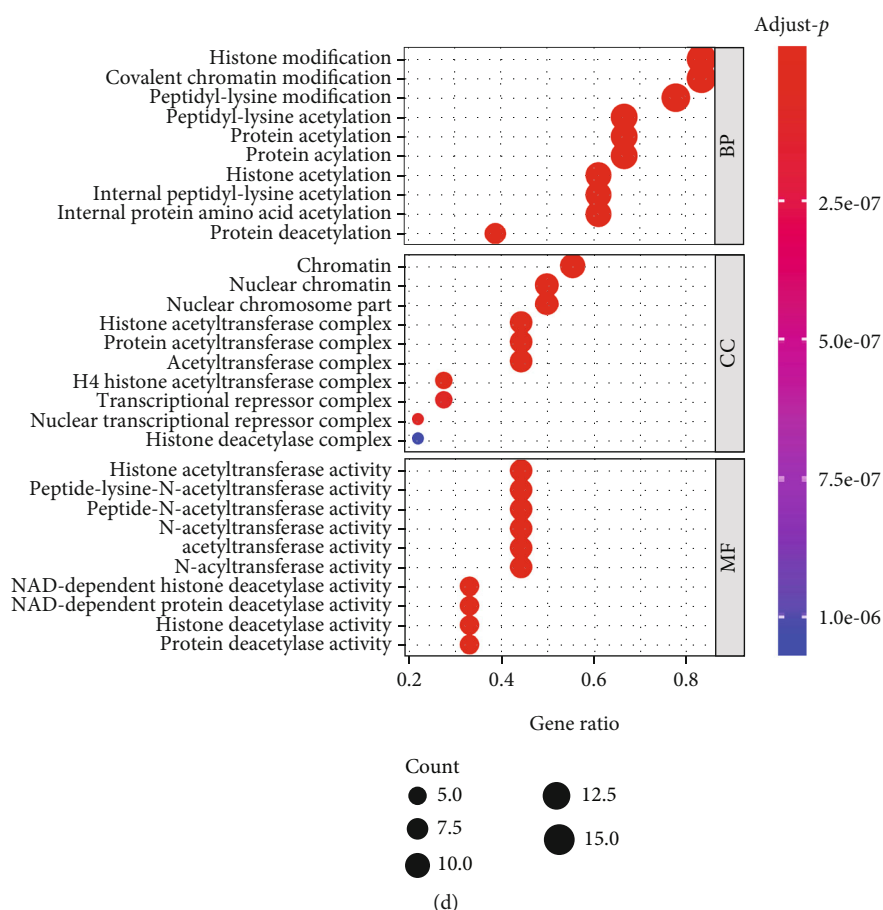 Adjust-p
Histone modification
Covalent chromatin modification
Peptidyl-lysine modification
Peptidyl-lysine acetylation
Protein acetylation
Protein acylation
Histone acetylation
Internal peptidyl-lysine acetylation
Internal protein amino acid acetylation
Protein deacetylation
BP
Chromatin
Nuclear chromatin
Nuclear chromosome part
Histone acetyltransferase complex
Protein acetyltransferase complex
Acetyltransferase complex
H4 histone acetyltransferase complex
Transcriptional repressor complex
Nuclear transcriptional repressor complex
Histone deacetylase complex
CC
Histone acetyltransferase activity
Peptide-lysine-N-acetyltransferase activity
Peptide-N-acetyltransferase activity
N-acetyltransferase activity
acetyltransferase activity
N-acyltransferase activity
NAD-dependent histone deacetylase activity
NAD-dependent protein deacetylase activity
Histone deacetylase activity
Protein deacetylase activity
MF
2.5e-07
5.0e-07
7.5e-07
1.0e-06
0.2 0.4 0.6 0.8
Gene ratio
Count
5.0
7.5
10.0
12.5
15.0
(d)